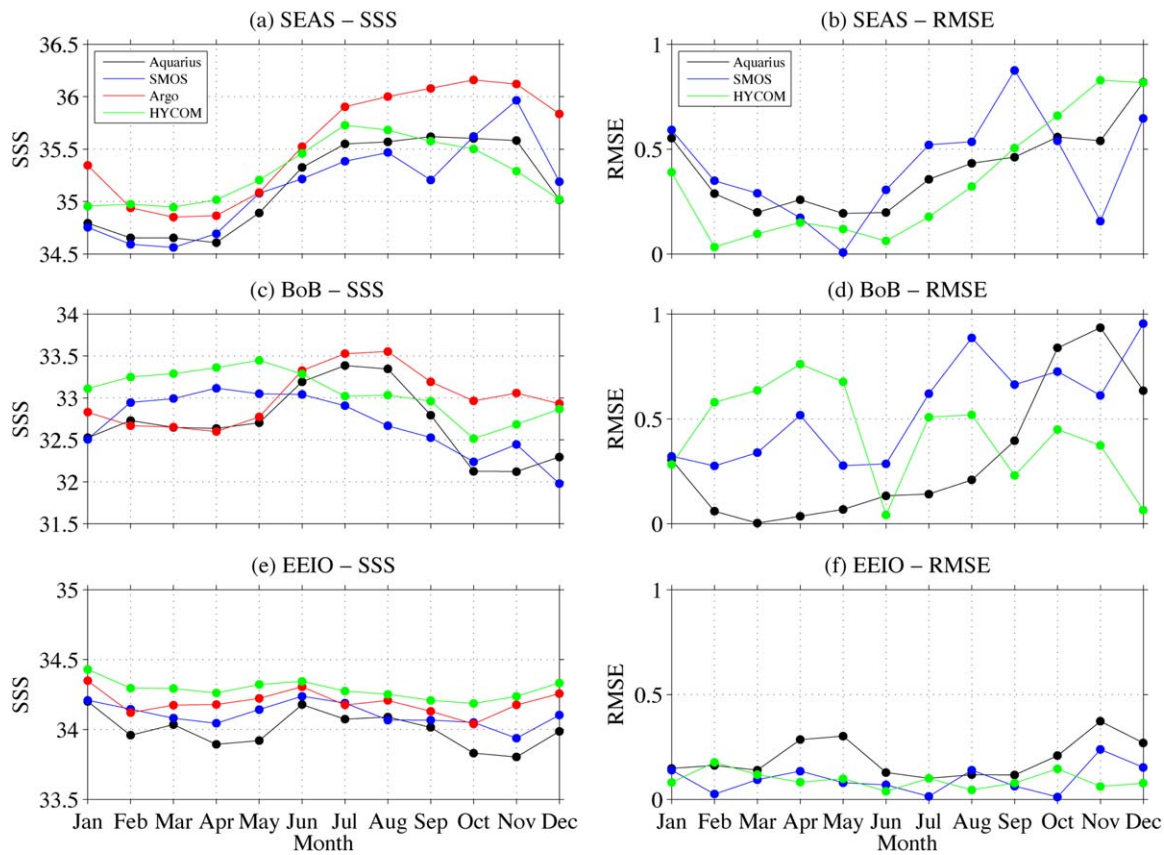 (a) SEAS – SSS
36.5
36
35.5
35
34.5
SSS
Aquarius
SMOS
Argo
HYCOM
(b) SEAS – RMSE
1
0.5
0
RMSE
Aquarius
SMOS
HYCOM
(c) BoB – SSS
34
33.5
33
32.5
32
31.5
SSS
(d) BoB – RMSE
1
0.5
0
RMSE
(e) EEIO – SSS
35
34.5
34
33.5
SSS
Jan Feb Mar Apr May Jun Jul Aug Sep Oct Nov Dec
Month
(f) EEIO – RMSE
1
0.5
0
RMSE
Jan Feb Mar Apr May Jun Jul Aug Sep Oct Nov Dec
Month